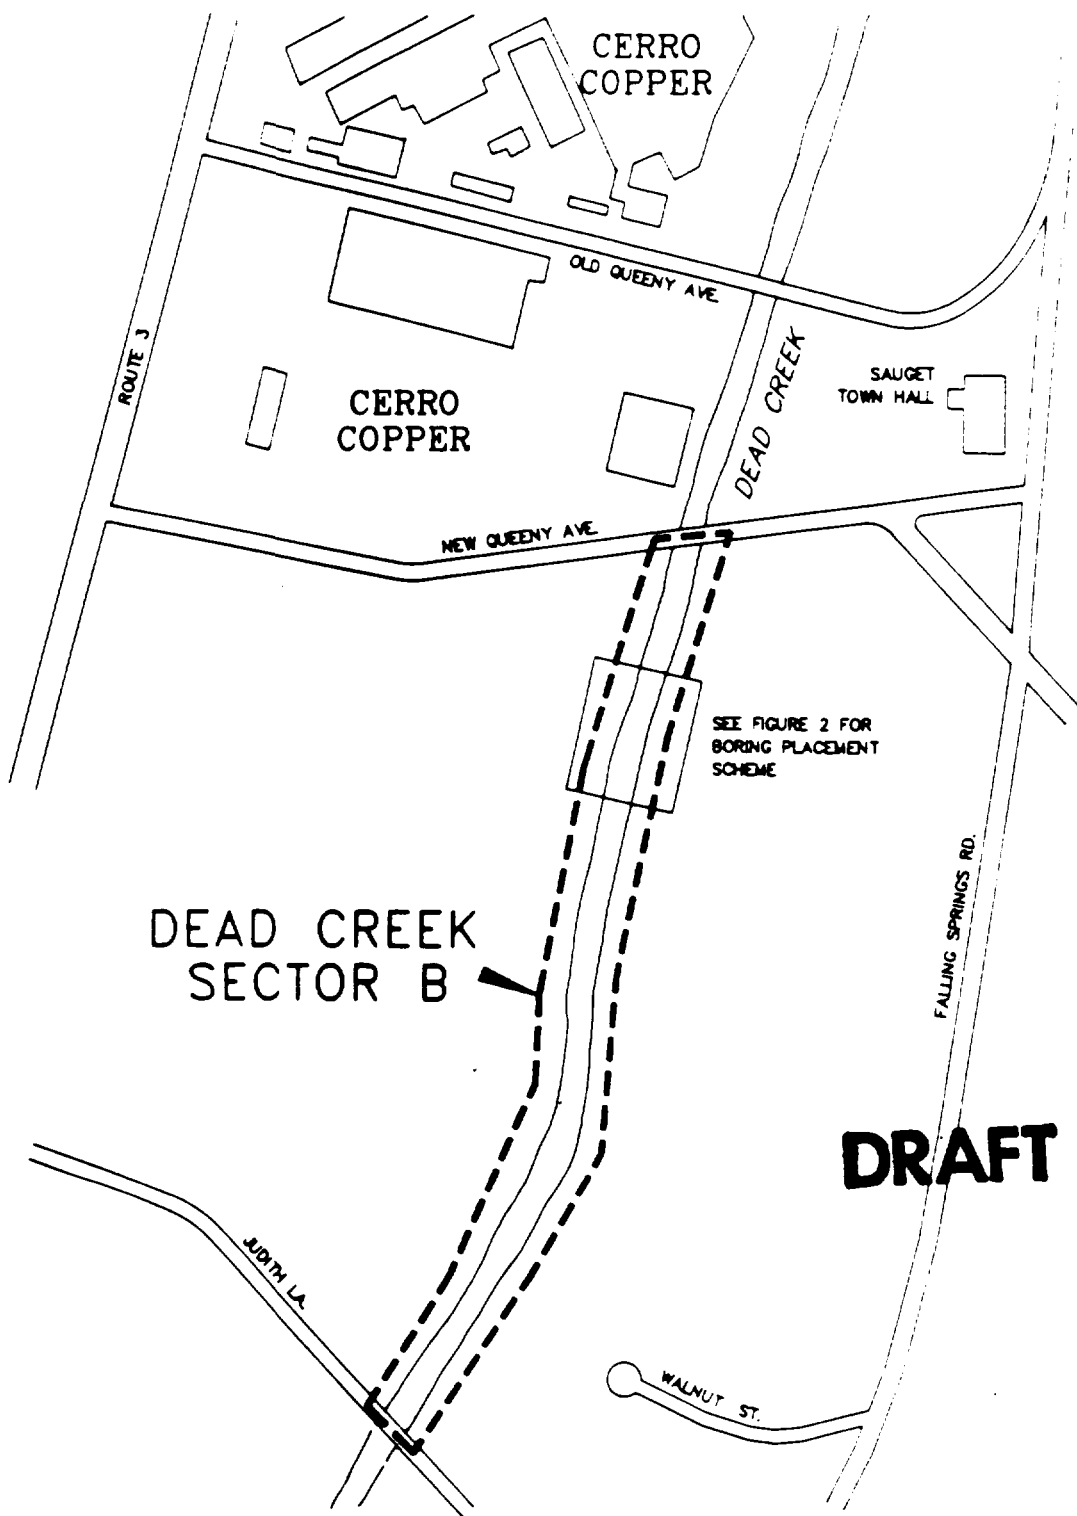 CERRO
COPPER
OLD QUEENY AVE.
ROUTE 3
DEAD CREEK
SAUGET
TOWN HALL
CERRO
COPPER
NEW QUEENY AVE.
SEE FIGURE 2 FOR
BORING PLACEMENT
SCHEME
FALLING SPRINGS RD.
DEAD CREEK
SECTOR B
DRAFT
JUDITH LA.
WALNUT ST.